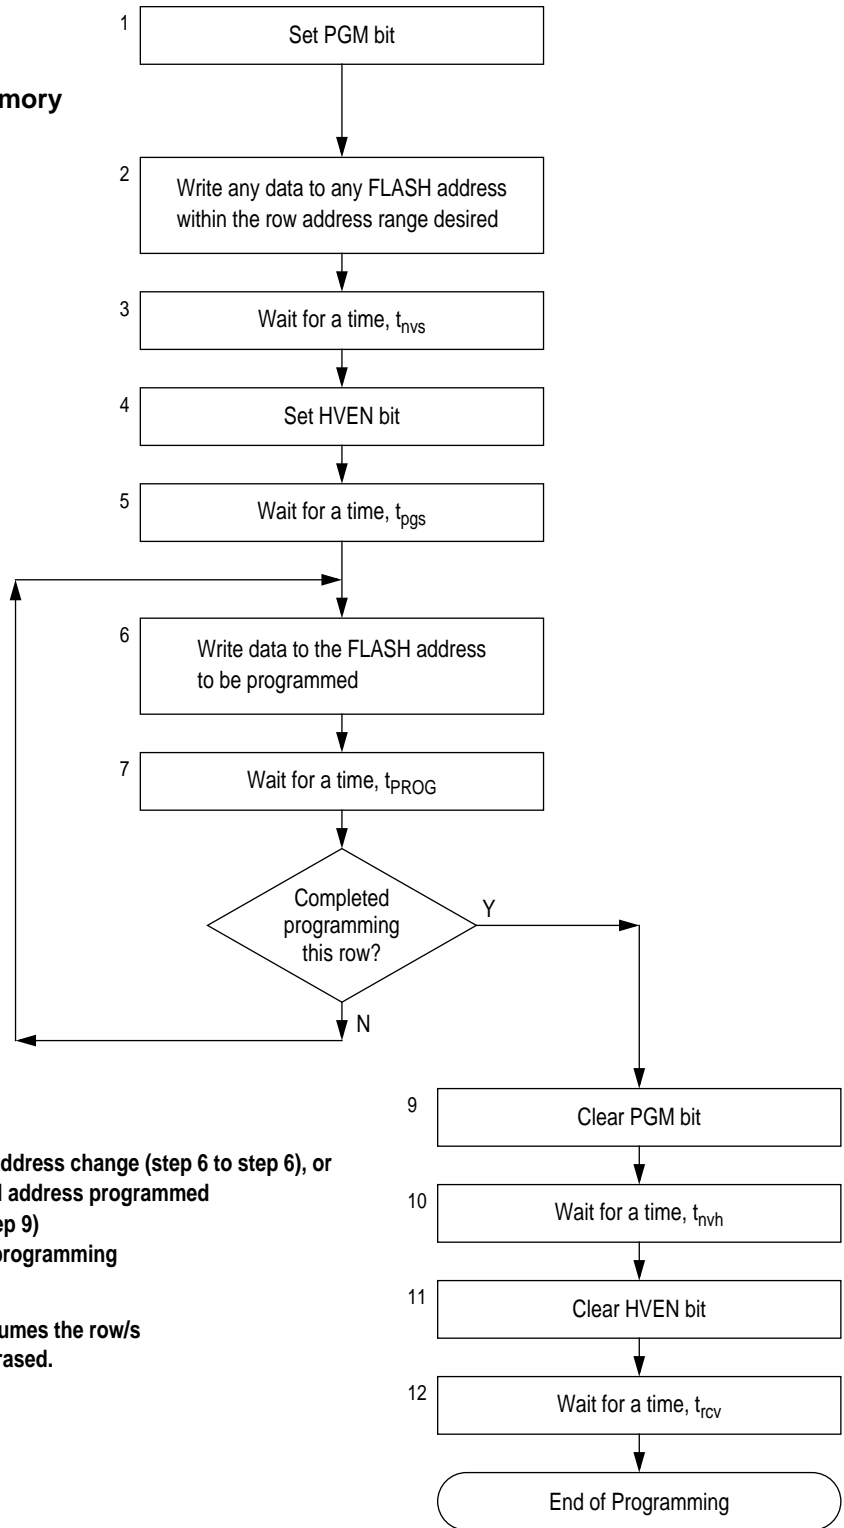 1
Set PGM bit
mory
2
Write any data to any FLASH address
within the row address range desired
3
Wait for a time, tnvs
4
Set HVEN bit
5
Wait for a time, tpgs
6
Write data to the FLASH address
to be programmed
7
Wait for a time, tPROG
Completed
programming
this row?
Y
N
9
Clear PGM bit
ddress change (step 6 to step 6), or
address programmed
ep 9)
programming
10
Wait for a time, tnvh
11
Clear HVEN bit
umes the row/s
rased.
12
Wait for a time, trcv
End of Programming